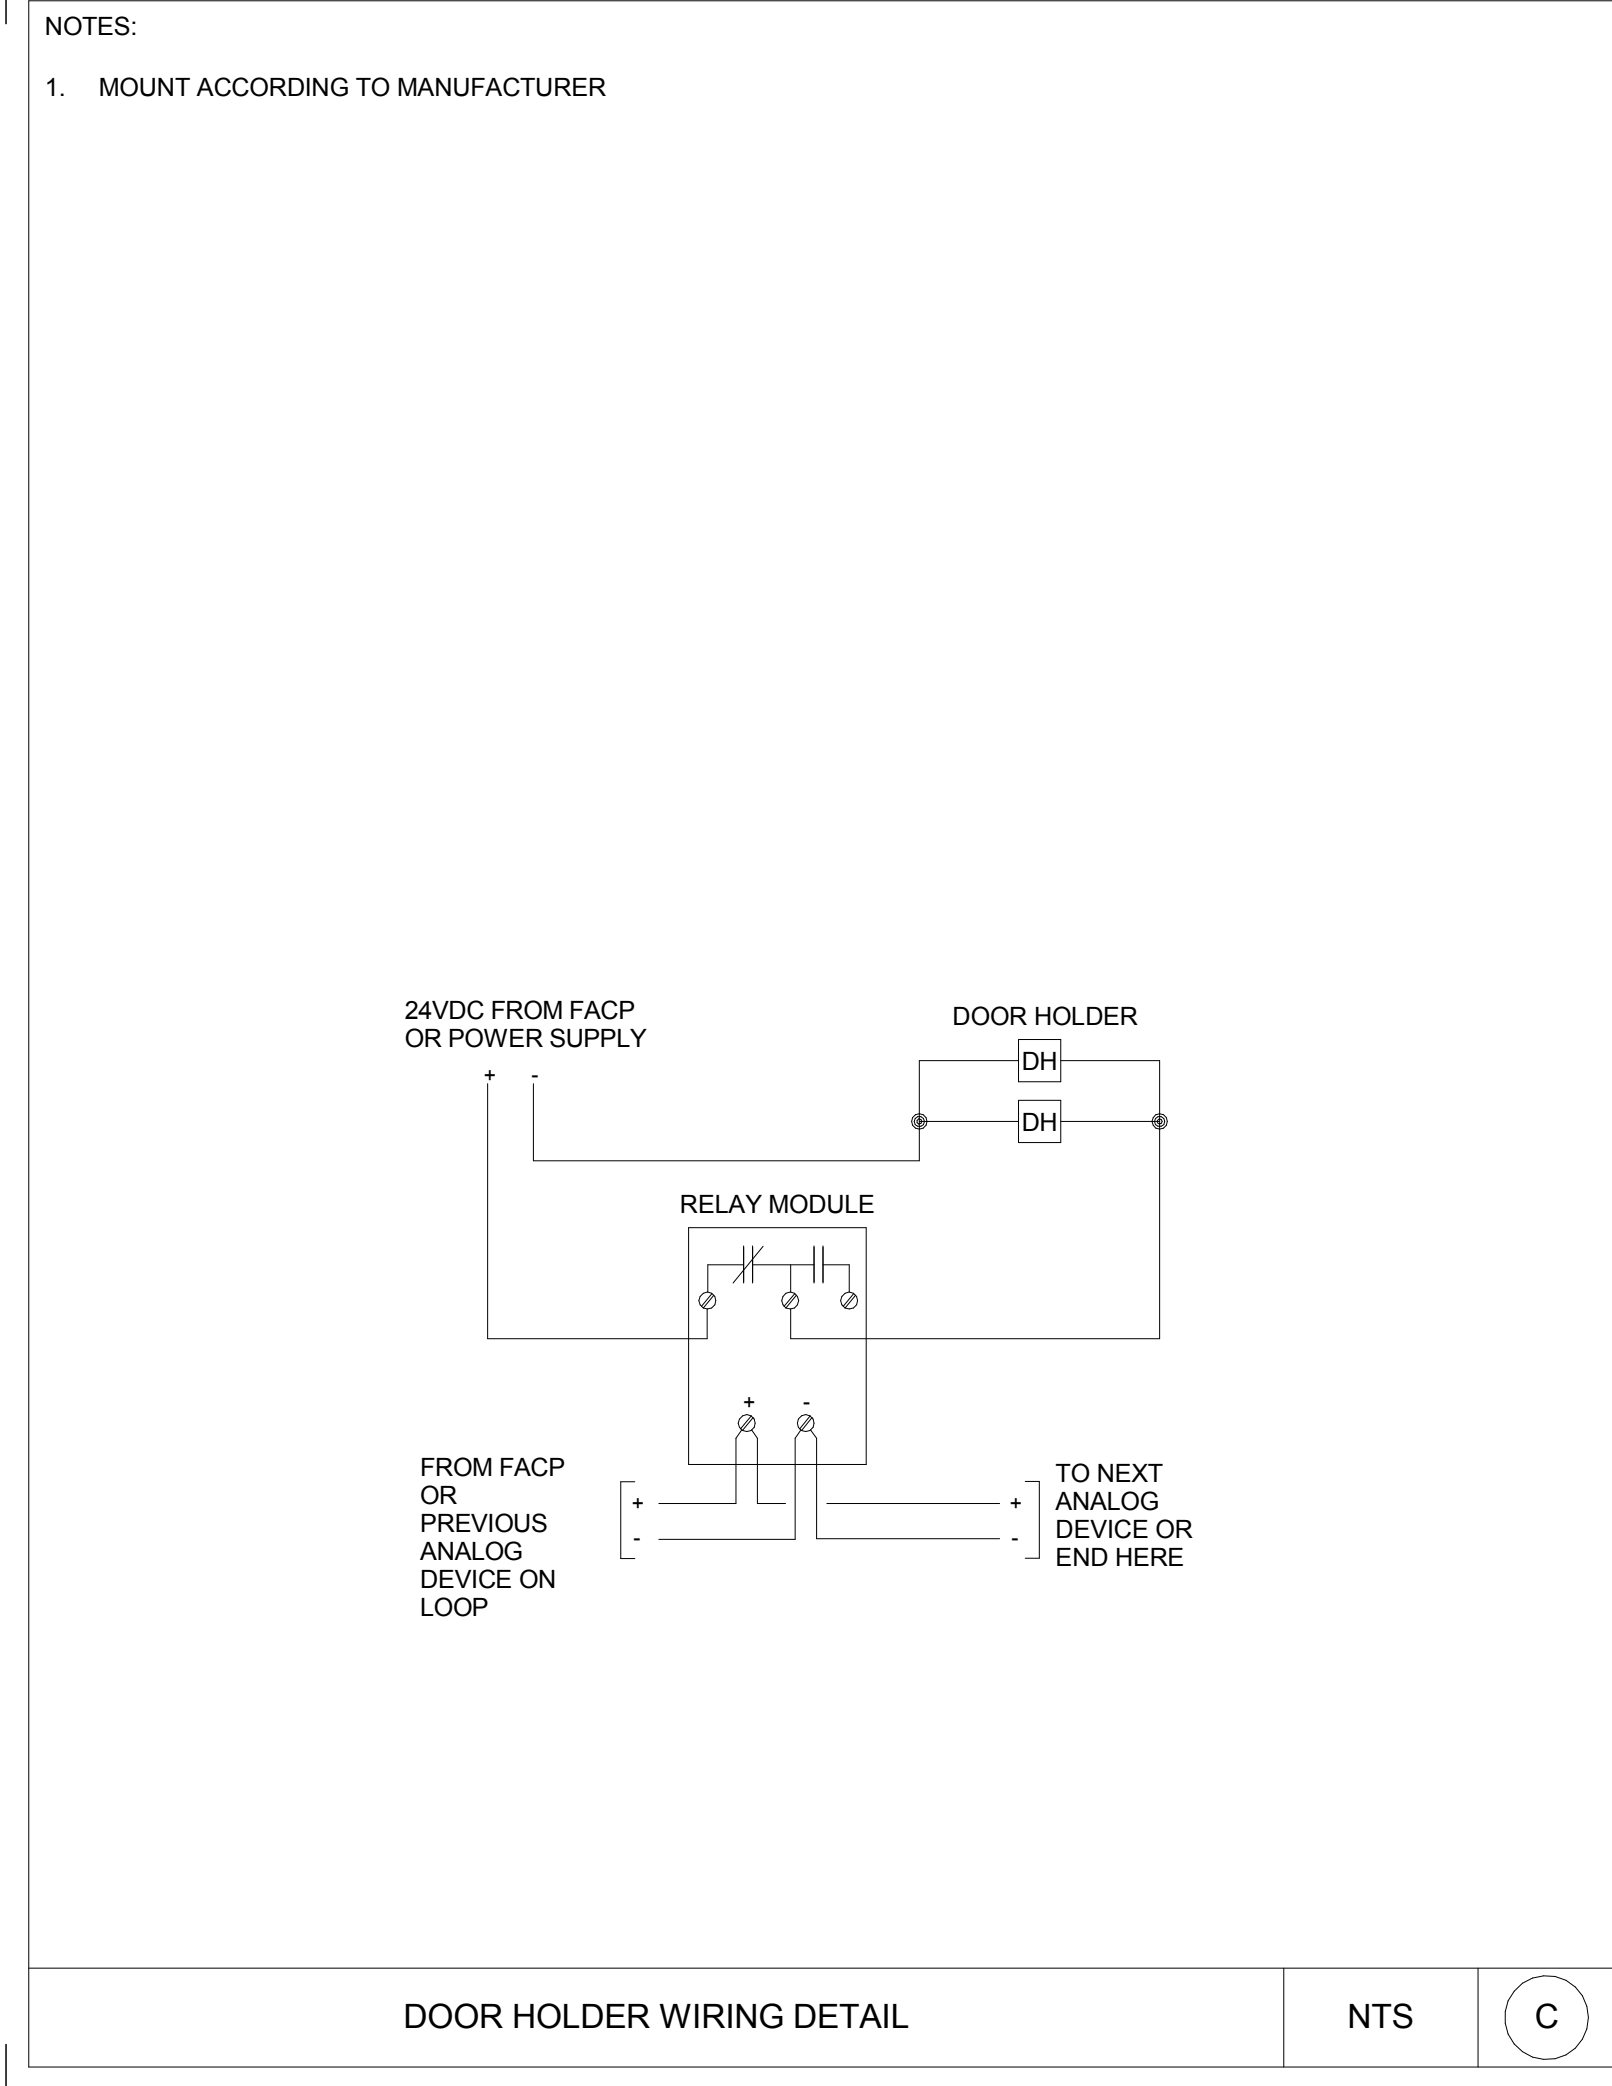 NOTES:
1. MOUNT ACCORDING TO MANUFACTURER
24VDC FROM FACP
OR POWER SUPPLY
+ -
DOOR HOLDER
DH
DH
RELAY MODULE
+ -
FROM FACP
OR
PREVIOUS
ANALOG
DEVICE ON
LOOP
+
-
+
-
TO NEXT
ANALOG
DEVICE OR
END HERE
DOOR HOLDER WIRING DETAIL
NTS
C